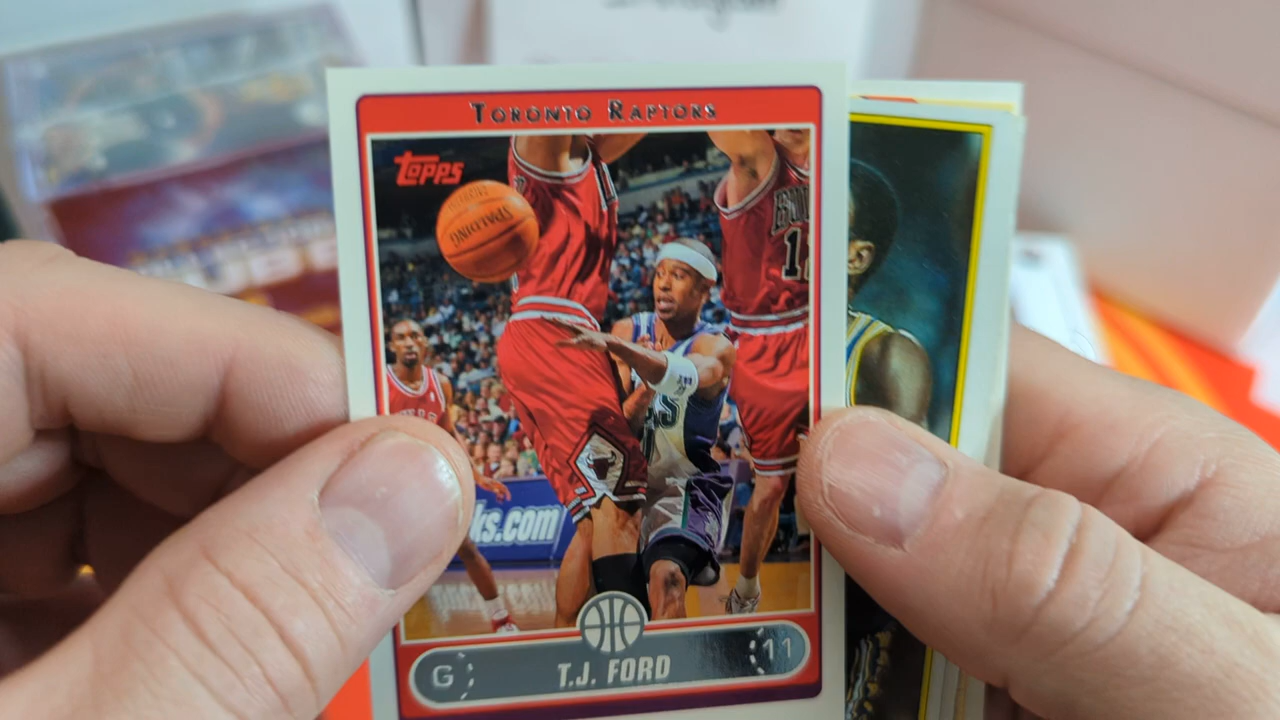 TORONTO RAPTORS
TOPPS
SPALDING
ks.com
G
T.J. FORD
11